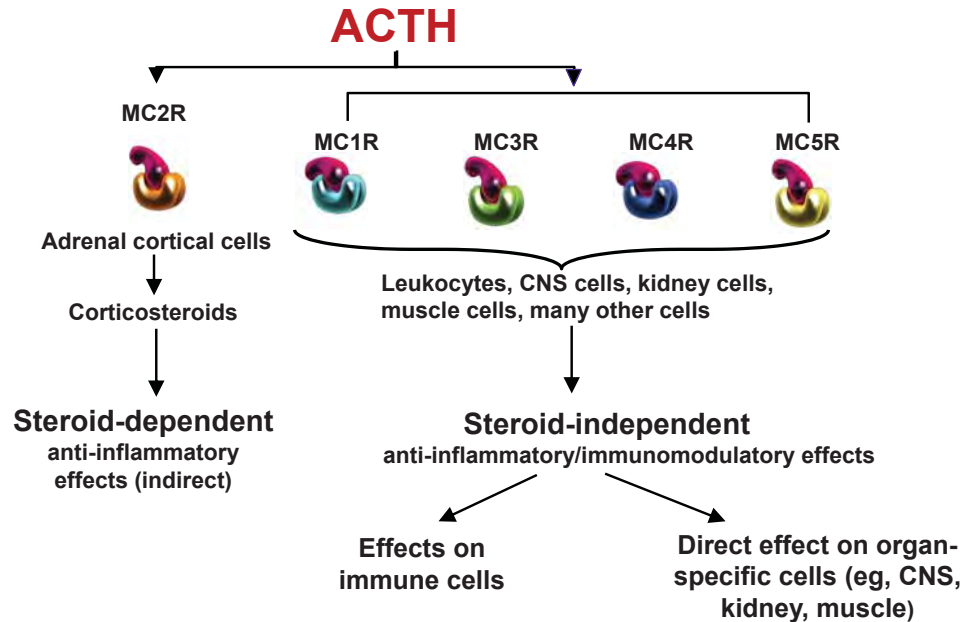 ACTH
MC2R
MC1R
MC3R
MC4R
MC5R
Adrenal cortical cells
Corticosteroids
Steroid-dependent
anti-inflammatory
effects (indirect)
Leukocytes, CNS cells, kidney cells,
muscle cells, many other cells
Steroid-independent
anti-inflammatory/immunomodulatory effects
Effects on
immune cells
Direct effect on organ-
specific cells (eg, CNS,
kidney, muscle)